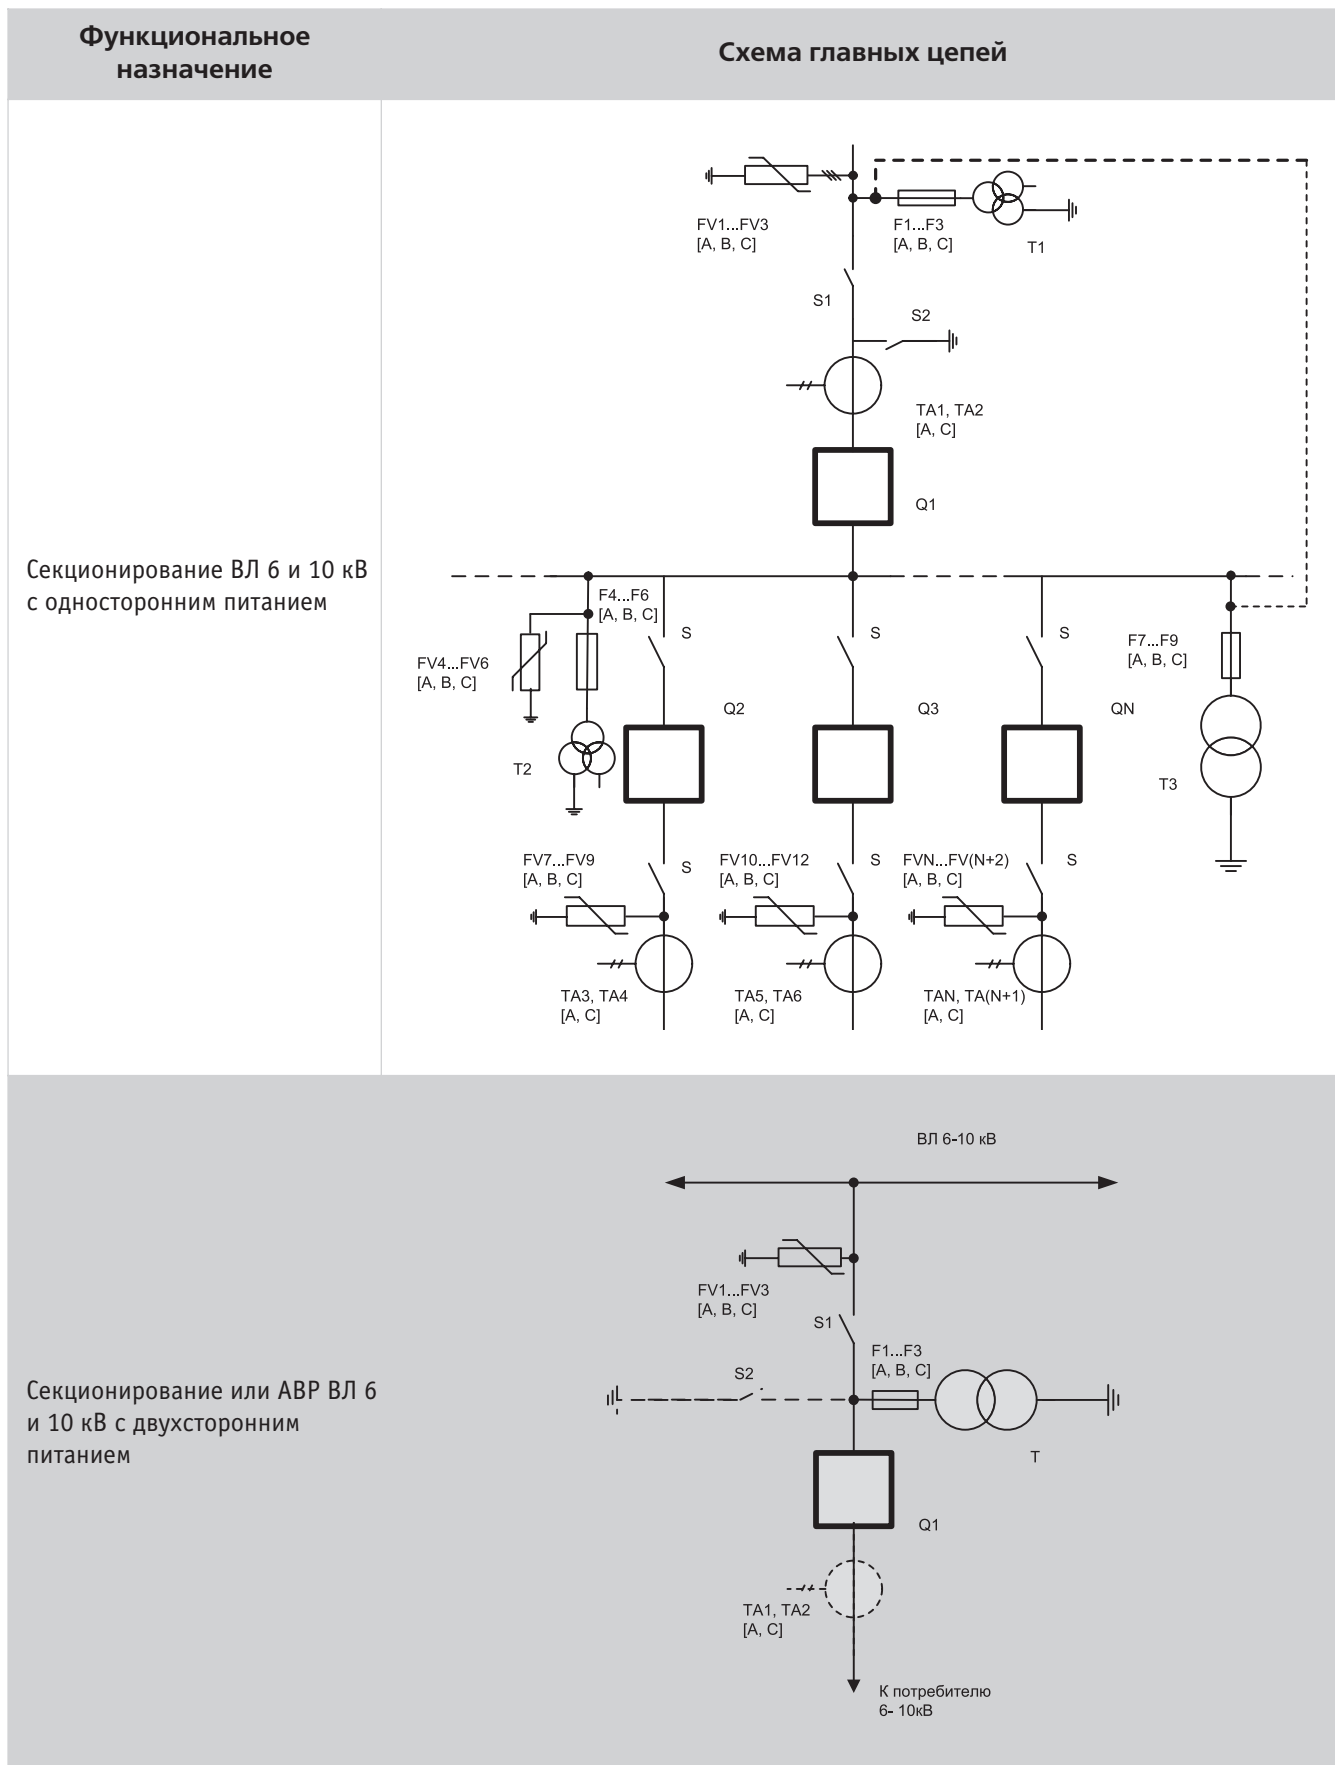 Функциональное
назначение
Схема главных цепей
Секционирование ВЛ 6 и 10 кВ
с односторонним питанием
FV1...FV3
[A, B, C]
F1...F3
[A, B, C]
T1
S1
S2
TA1, TA2
[A, C]
Q1
F4...F6
[A, B, C]
S
S
S
FV4...FV6
[A, B, C]
F7...F9
[A, B, C]
Q2
Q3
QN
T2
T3
FV7...FV9
[A, B, C]
S
FV10...FV12
[A, B, C]
S
FVN...FV(N+2)
[A, B, C]
S
TA3, TA4
[A, C]
TA5, TA6
[A, C]
TAN, TA(N+1)
[A, C]
Секционирование или АВР ВЛ 6
и 10 кВ с двухсторонним
питанием
ВЛ 6-10 кВ
FV1...FV3
[A, B, C]
S1
F1...F3
[A, B, C]
S2
T
Q1
TA1, TA2
[A, C]
К потребителю
6- 10кВ